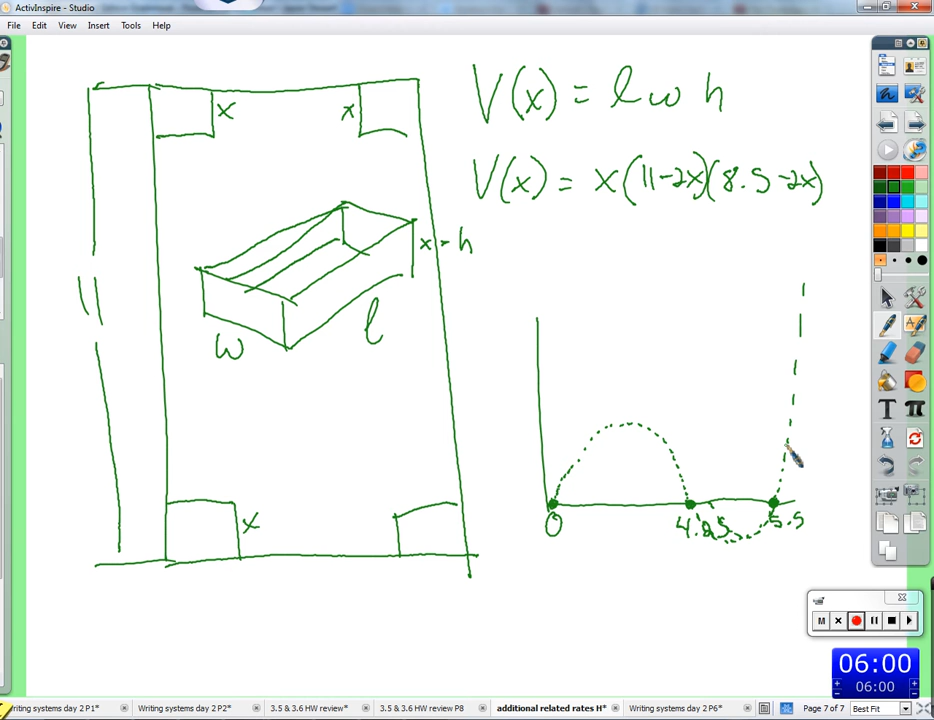 ActivInspire - Studio
File Edit View Insert Tools Help
V(x) = l w h
V(x) = x(11-2x)(8.5-2x)
x
x
x = h
11
w
l
x
0
4.25
5.5
06:00
06:00
riting systems day 2 P1*
Writing systems day 2 P2*
3.5 & 3.6 HW review*
3.5 & 3.6 HW review P8
additional related rates H*
Writing systems day 2 P6*
Page 7 of 7
Best Fit